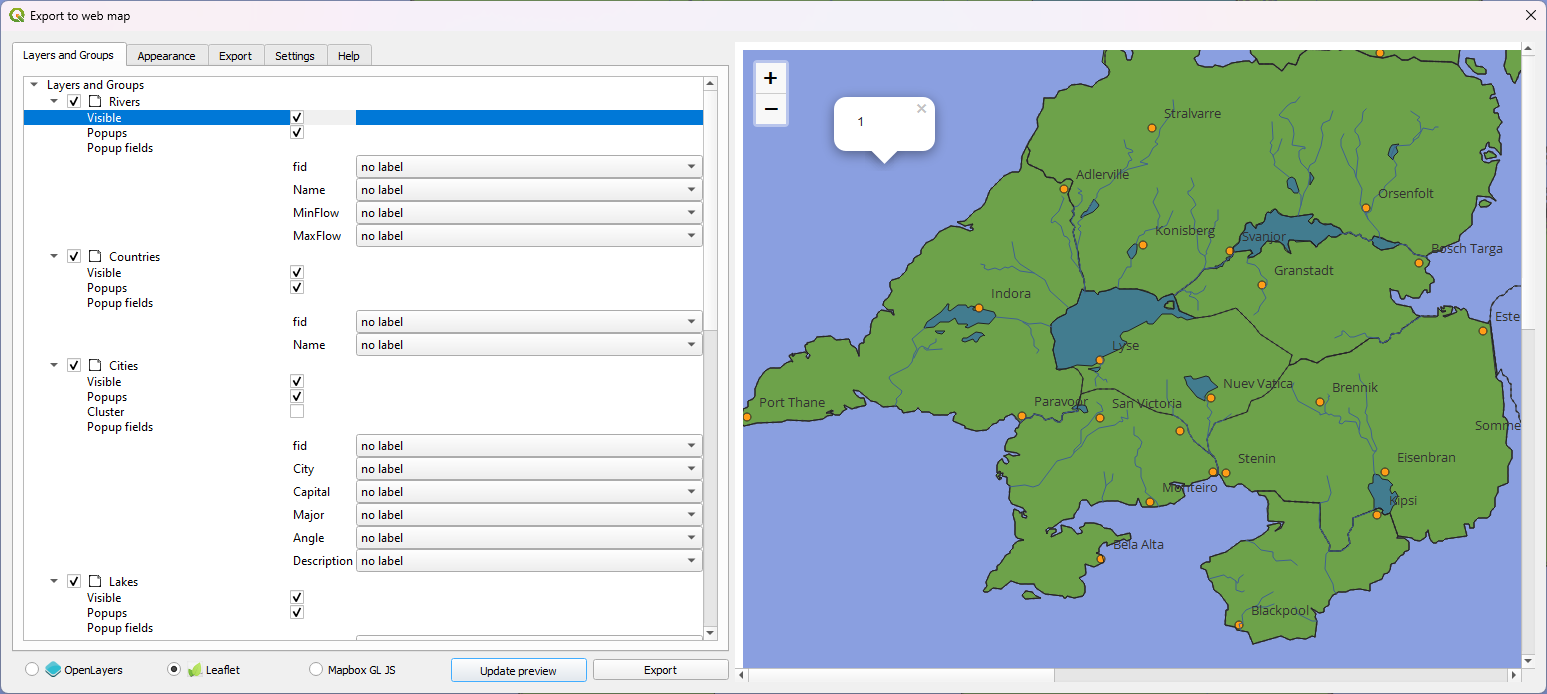 Export to web map
Layers and Groups
Appearance
Export
Settings
Help
Layers and Groups
Rivers
Visible
Popups
Popup fields
fid no label
Name no label
MinFlow no label
MaxFlow no label
Countries
Visible
Popups
Popup fields
fid no label
Name no label
Cities
Visible
Popups
Cluster
Popup fields
fid no label
City no label
Capital no label
Major no label
Angle no label
Description no label
Lakes
Visible
Popups
Popup fields
OpenLayers
Leaflet
Mapbox GL JS
Update preview
Export
+
−
1
×
Stralvarre
Adlerville
Orsenfolt
Konisberg
Svanjor
Bosch Targa
Granstadt
Indora
Este
Lyse
Nuev Vatica
Brennik
Port Thane
Paravoor
San Victoria
Somme
Stenin
Eisenbran
Monteiro
Kipsi
Bela Alta
Blackpool